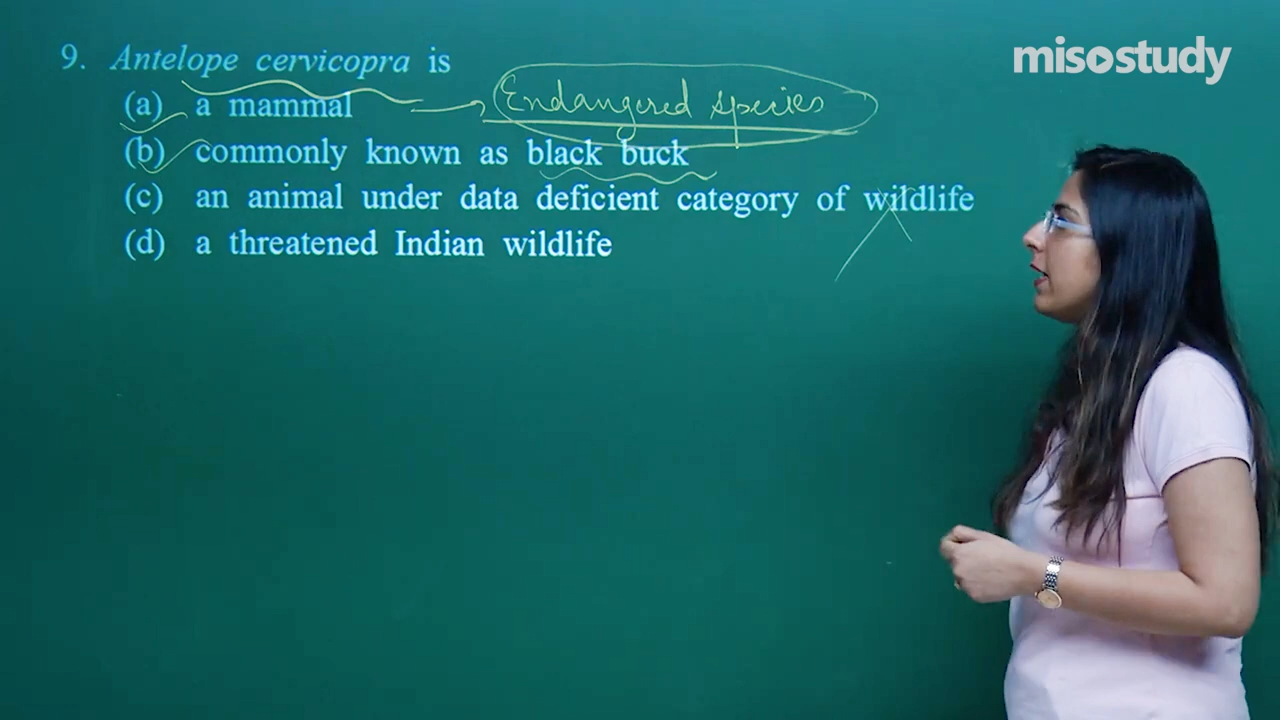 misostudy
9. Antelope cervicopra is
(a) a mammal Endangered species
(b) commonly known as black buck
(c) an animal under data deficient category of wildlife
(d) a threatened Indian wildlife